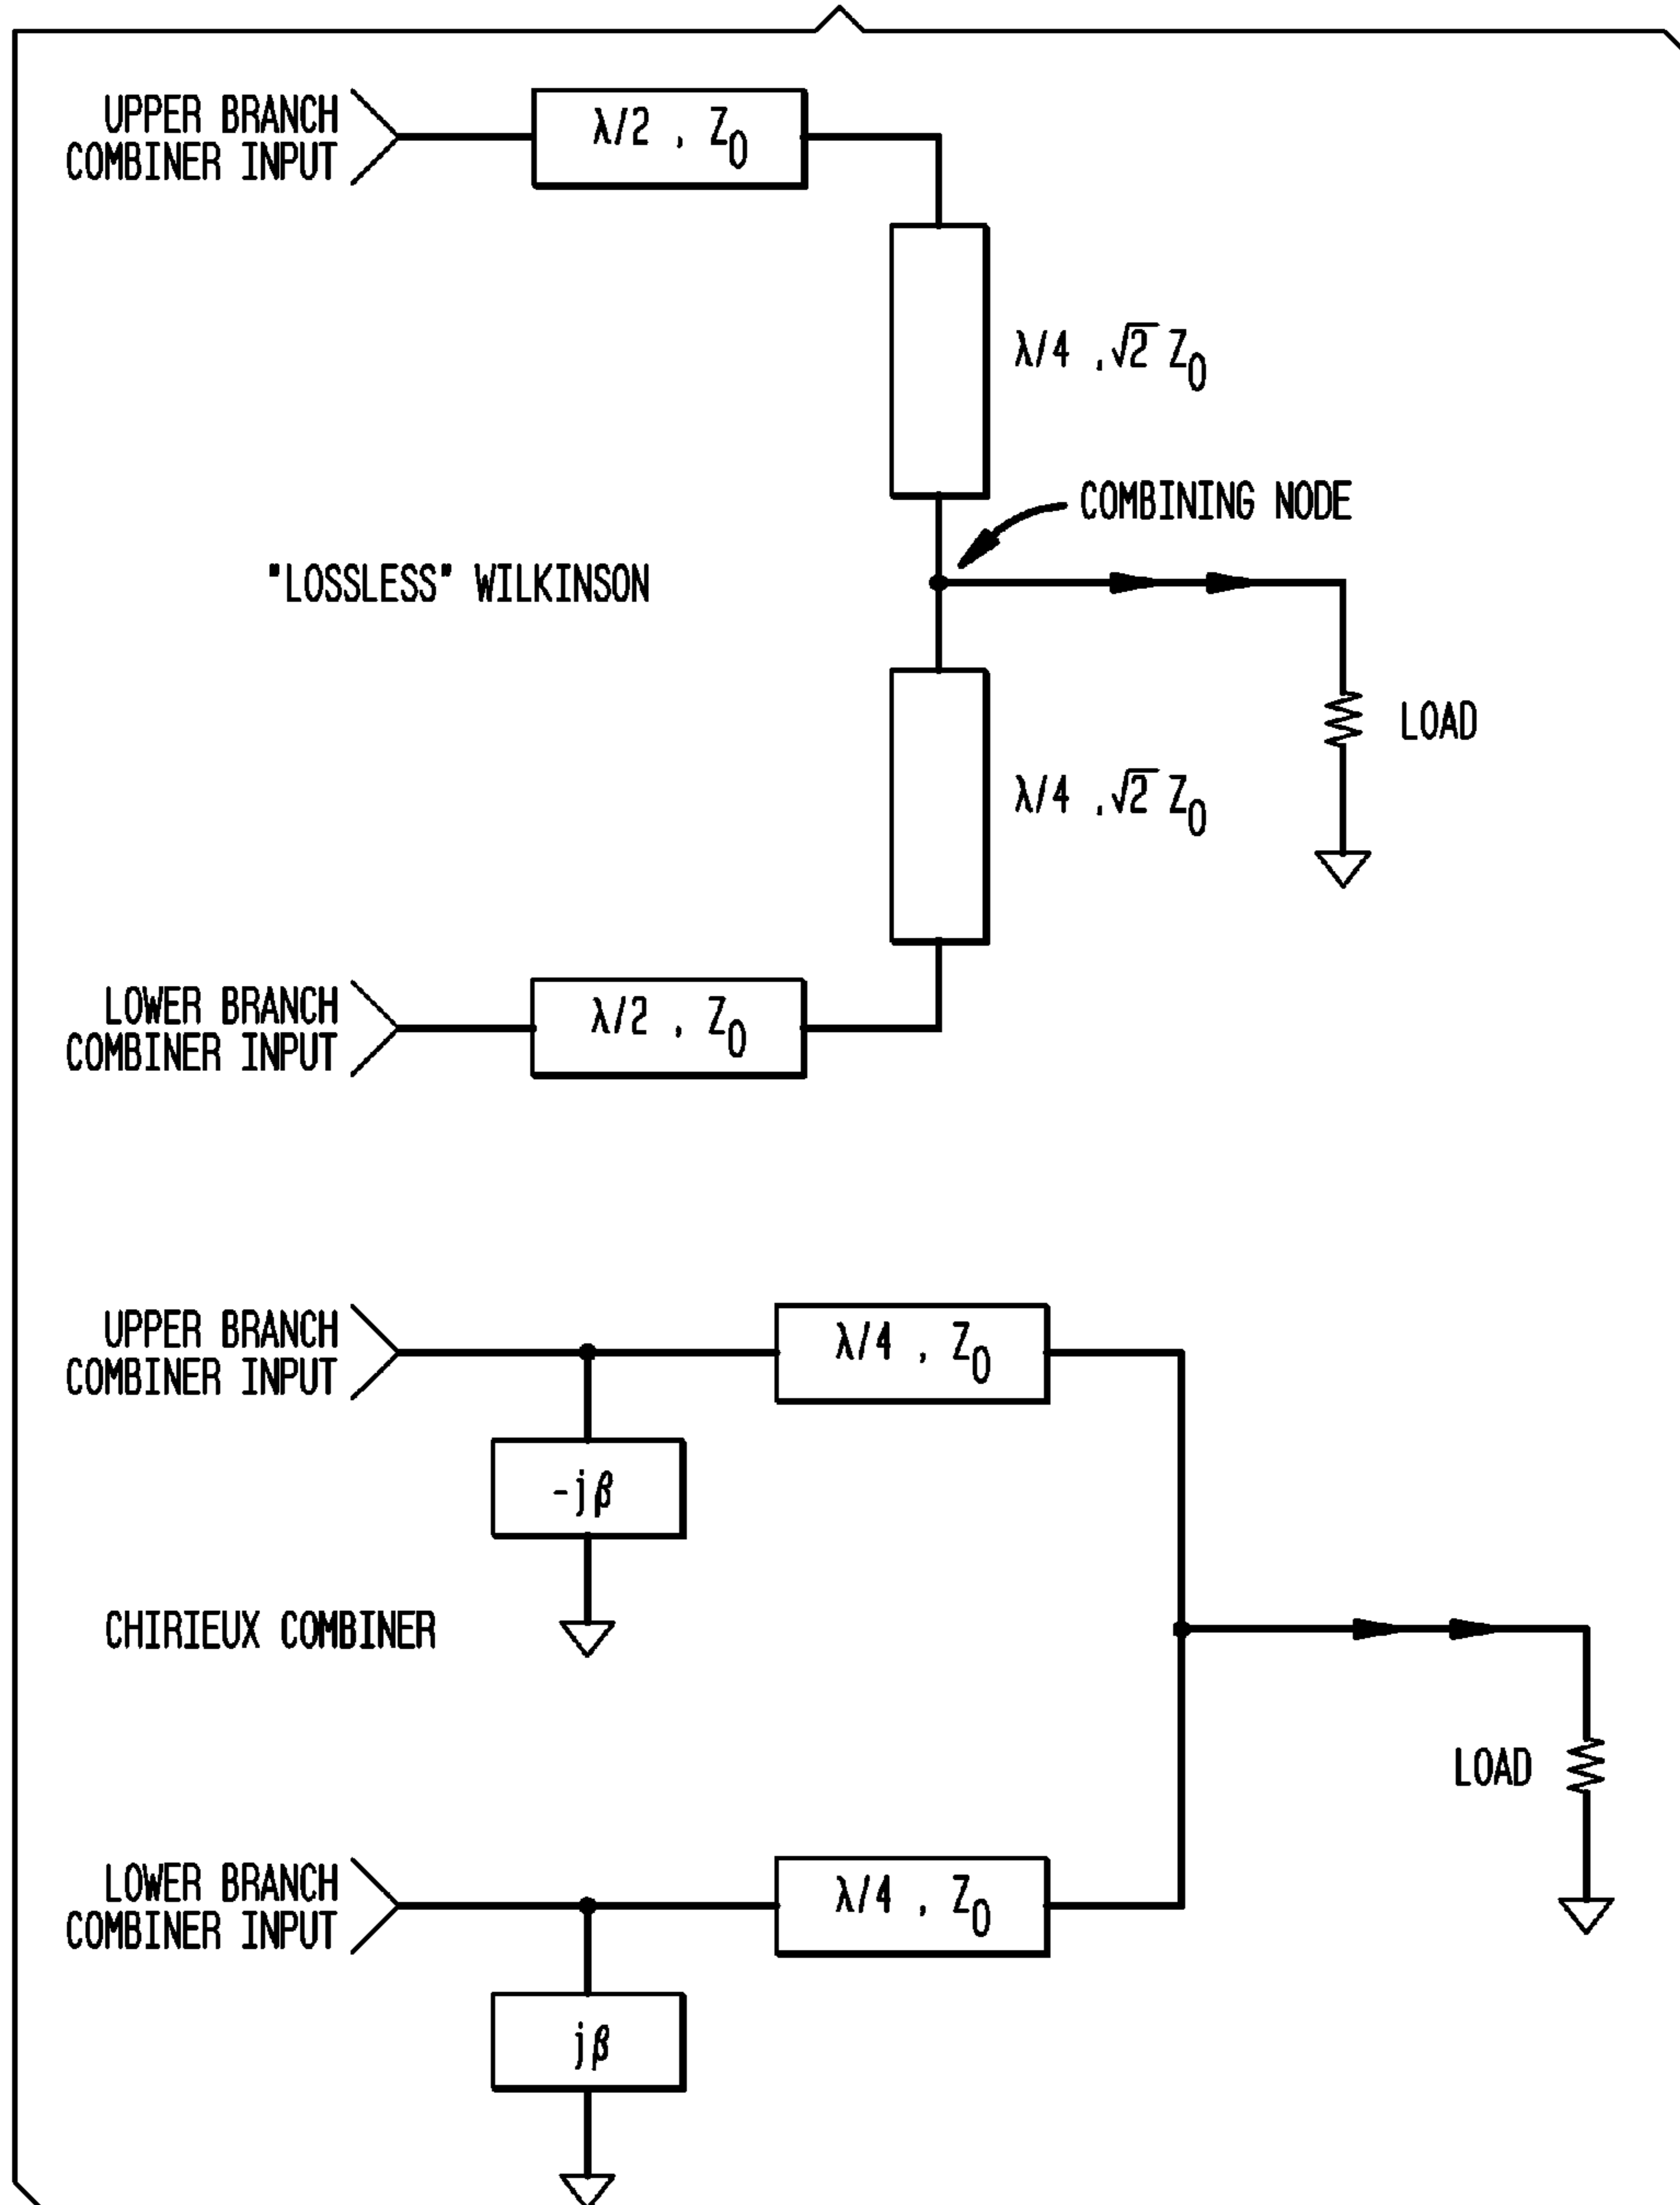 UPPER BRANCH
COMBINER INPUT
λ/2 , Z0
λ/4 ,√2 Z0
COMBINING NODE
"LOSSLESS" WILKINSON
LOAD
λ/4 ,√2 Z0
LOWER BRANCH
COMBINER INPUT
λ/2 , Z0
UPPER BRANCH
COMBINER INPUT
λ/4 , Z0
-jβ
CHIRIEUX COMBINER
LOAD
LOWER BRANCH
COMBINER INPUT
λ/4 , Z0
jβ